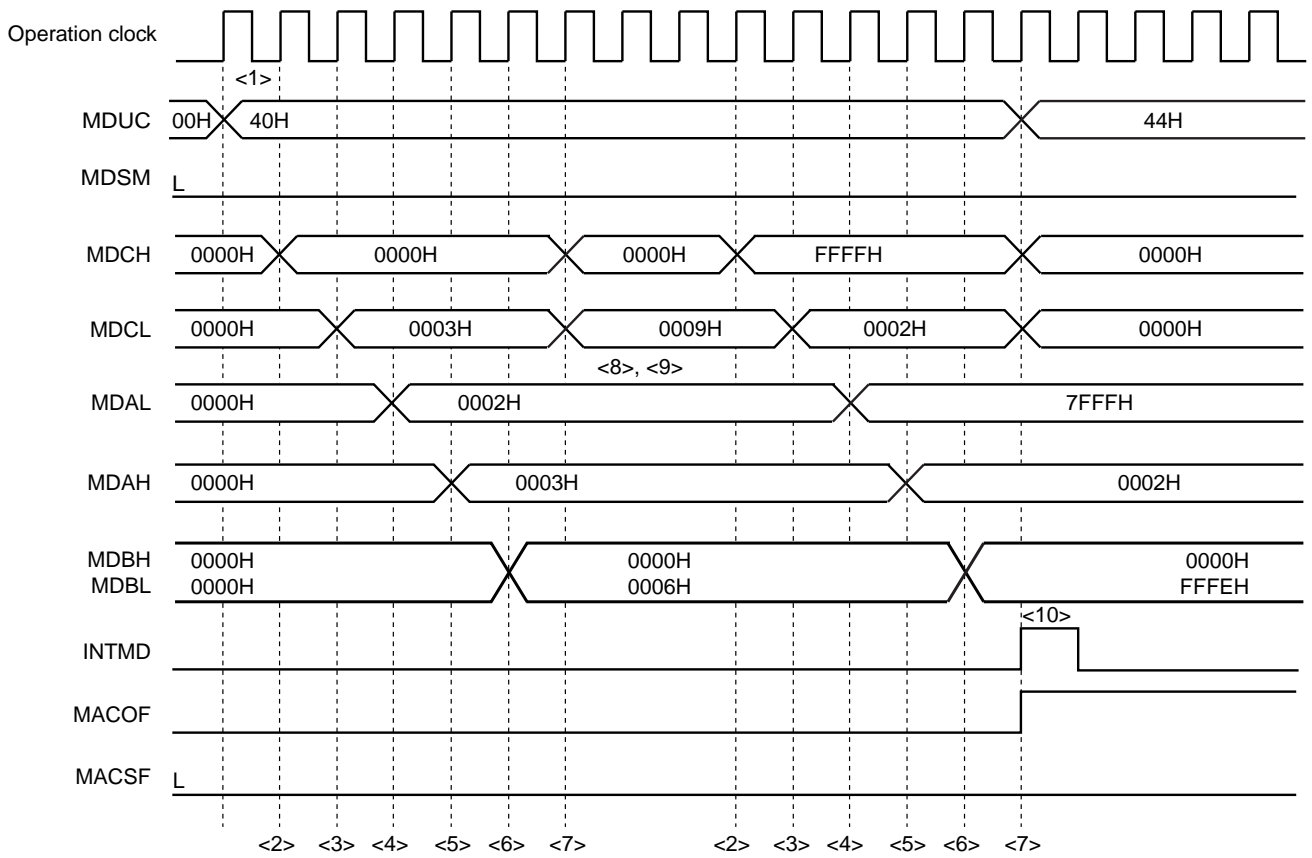 Operation clock
<1>
MDUC 00H 40H 44H
MDSM L
MDCH 0000H 0000H 0000H FFFFH 0000H
MDCL 0000H 0003H 0009H 0002H 0000H
<8>, <9>
MDAL 0000H 0002H 7FFFH
MDAH 0000H 0003H 0002H
MDBH 0000H 0000H 0000H
MDBL 0000H 0006H FFFEH
<10>
INTMD
MACOF
MACSF L
<2> <3> <4> <5> <6> <7> <2> <3> <4> <5> <6> <7>